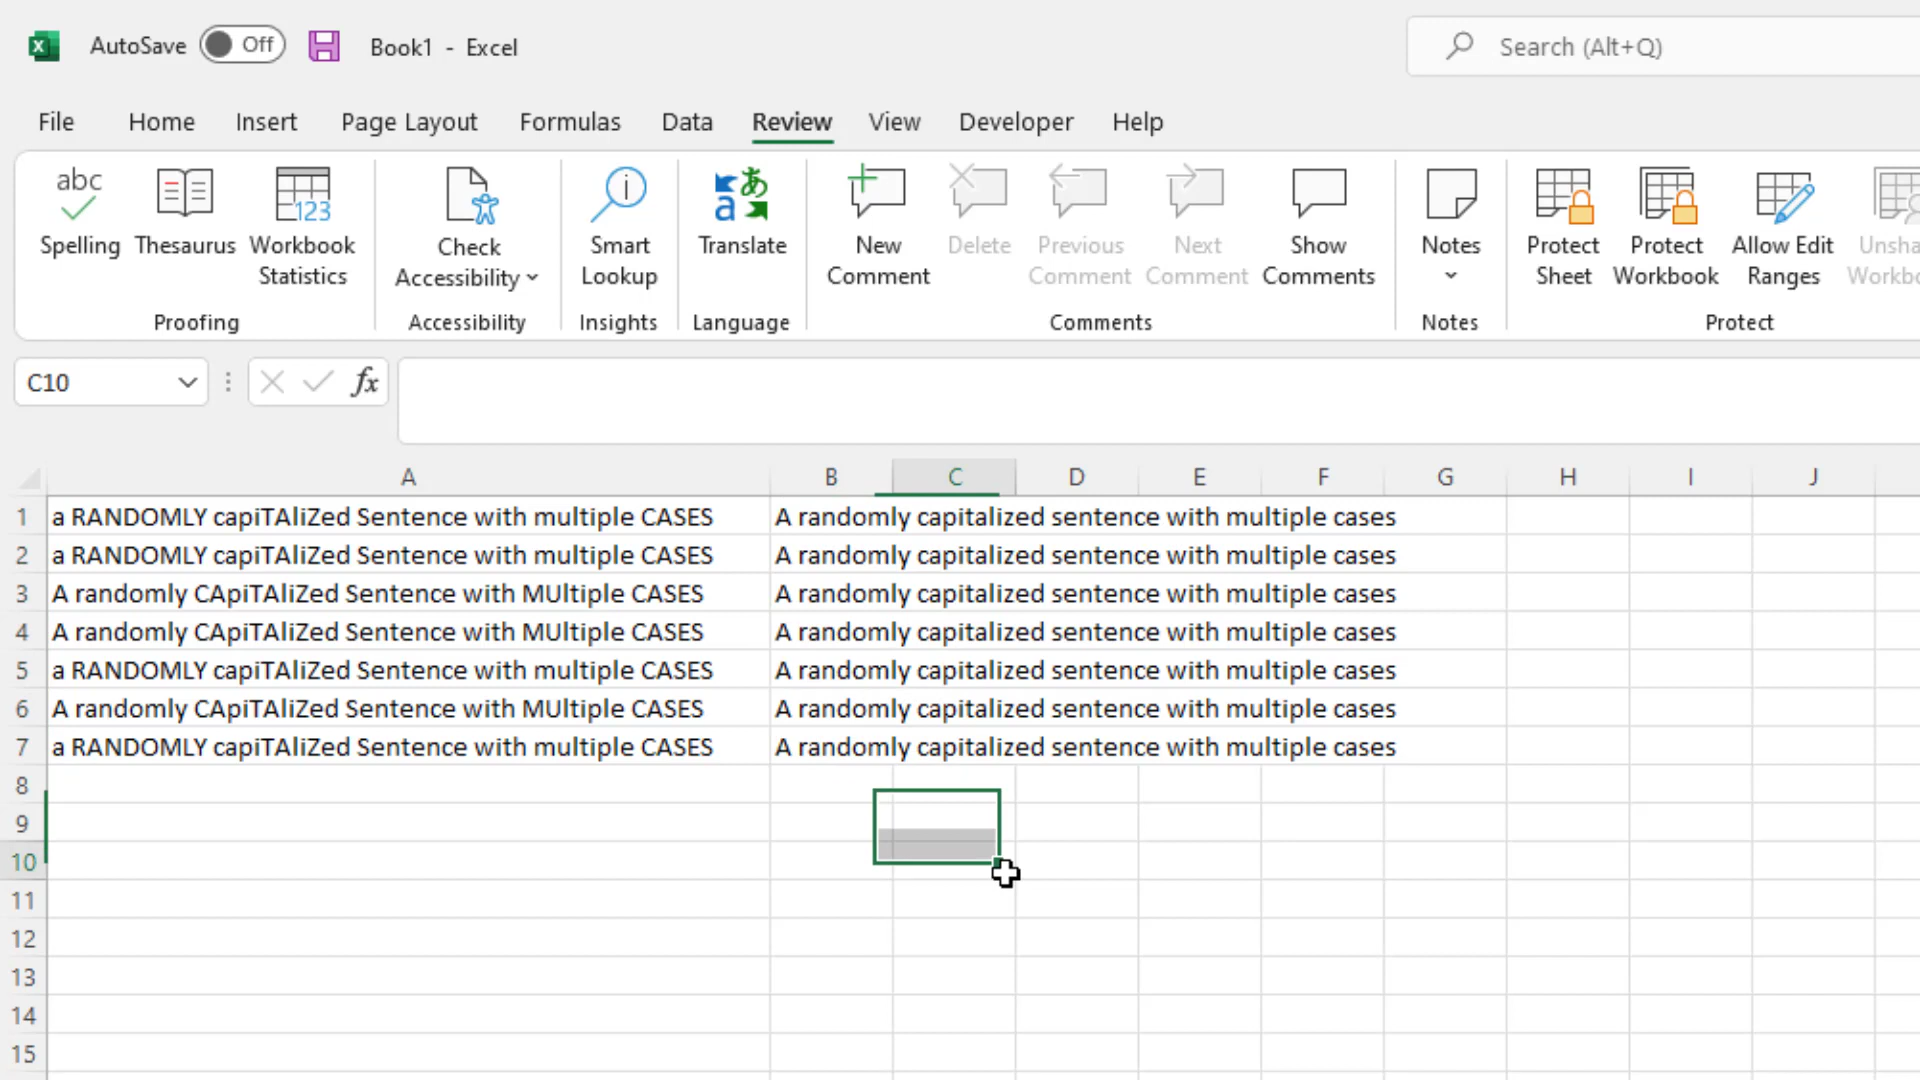 AutoSave Off Book1 - Excel Search (Alt+Q)
File Home Insert Page Layout Formulas Data Review View Developer Help
abc 123 i a あ
Spelling Thesaurus Workbook Statistics Check Accessibility Smart Lookup Translate New Comment Delete Previous Comment Next Comment Show Comments Notes Protect Sheet Protect Workbook Allow Edit Ranges
Proofing Accessibility Insights Language Comments Notes Protect
C10 fx
A B C D E F G H I J
1 a RANDOMLY capiTAliZed Sentence with multiple CASES A randomly capitalized sentence with multiple cases
2 a RANDOMLY capiTAliZed Sentence with multiple CASES A randomly capitalized sentence with multiple cases
3 A randomly CApiTAliZed Sentence with MUltiple CASES A randomly capitalized sentence with multiple cases
4 A randomly CApiTAliZed Sentence with MUltiple CASES A randomly capitalized sentence with multiple cases
5 a RANDOMLY capiTAliZed Sentence with multiple CASES A randomly capitalized sentence with multiple cases
6 A randomly CApiTAliZed Sentence with MUltiple CASES A randomly capitalized sentence with multiple cases
7 a RANDOMLY capiTAliZed Sentence with multiple CASES A randomly capitalized sentence with multiple cases
8
9
10
11
12
13
14
15